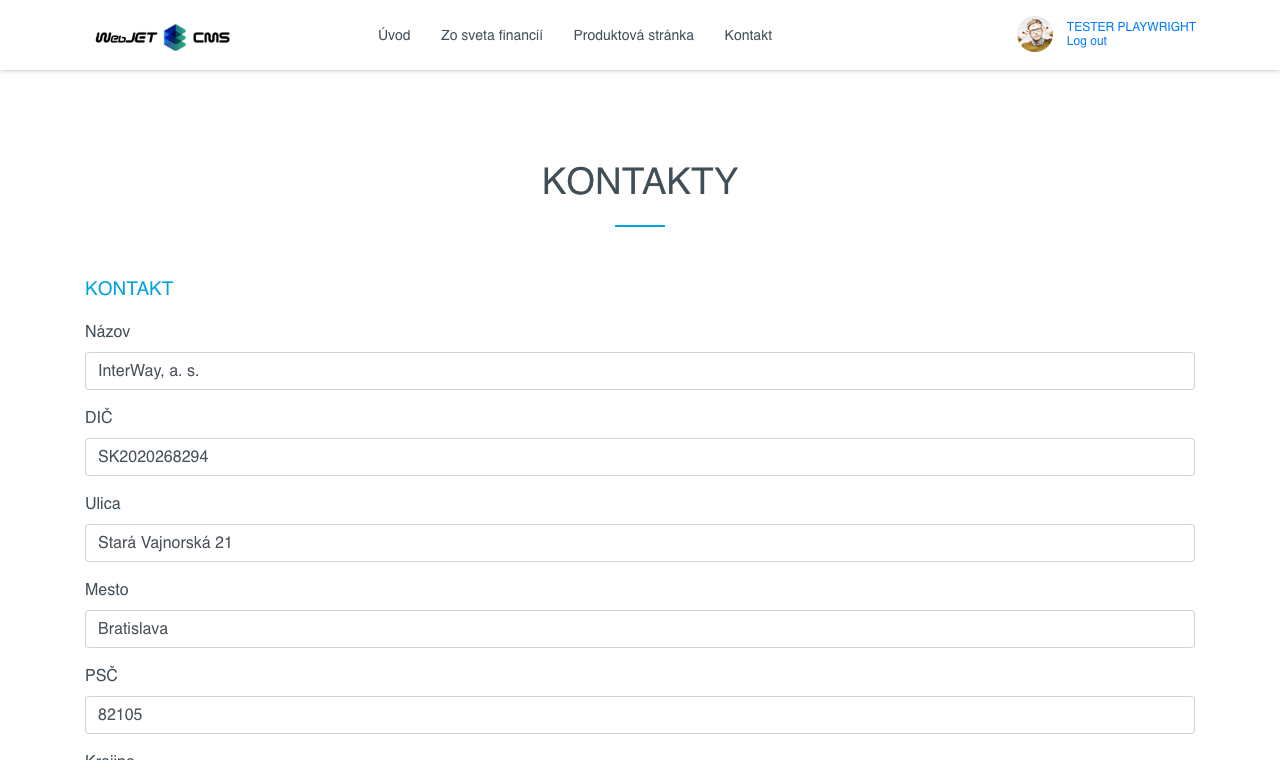 WebJET CMS
Úvod
Zo sveta financií
Produktová stránka
Kontakt
TESTER PLAYWRIGHT
Log out
KONTAKTY
KONTAKT
Názov
InterWay, a. s.
DIČ
SK2020268294
Ulica
Stará Vajnorská 21
Mesto
Bratislava
PSČ
82105